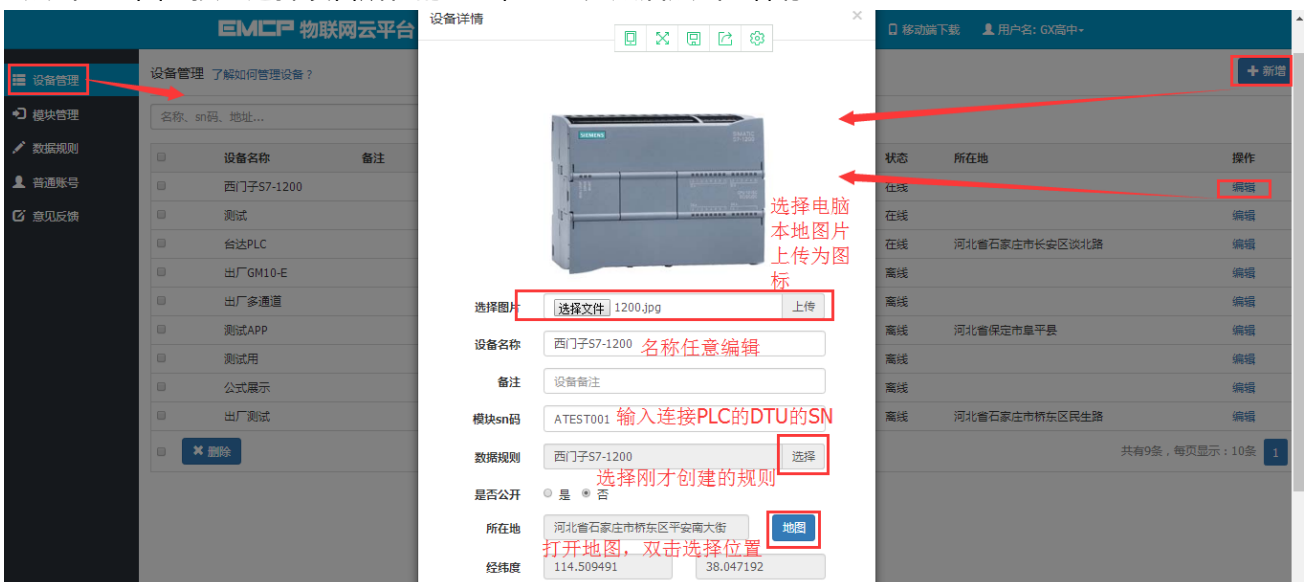 EMCP 物联网云平台
设备详情
×
移动端下载
用户名: GX高中
设备管理
模块管理
数据规则
普通账号
意见反馈
设备管理 了解如何管理设备?
新增
名称、sn码、地址...
设备名称 备注 状态 所在地 操作
西门子S7-1200 在线 编辑
测试 在线 编辑
台达PLC 在线 河北省石家庄市长安区谈北路 编辑
出厂GM10-E 离线 编辑
出厂多通道 离线 编辑
测试APP 离线 河北省保定市阜平县 编辑
测试用 离线 编辑
公式展示 离线 编辑
出厂测试 离线 河北省石家庄市桥东区民生路 编辑
删除
共有9条，每页显示：10条 1
SIEMENS
SIMATIC
S7-1200
选择电脑
本地图片
上传为图
标
选择图片 选择文件 1200.jpg 上传
设备名称 西门子S7-1200 名称任意编辑
备注 设备备注
模块sn码 ATEST001 输入连接PLC的DTU的SN
数据规则 西门子S7-1200 选择
选择刚才创建的规则
是否公开 是 否
所在地 河北省石家庄市桥东区平安南大街 地图
打开地图，双击选择位置
经纬度 114.509491 38.047192